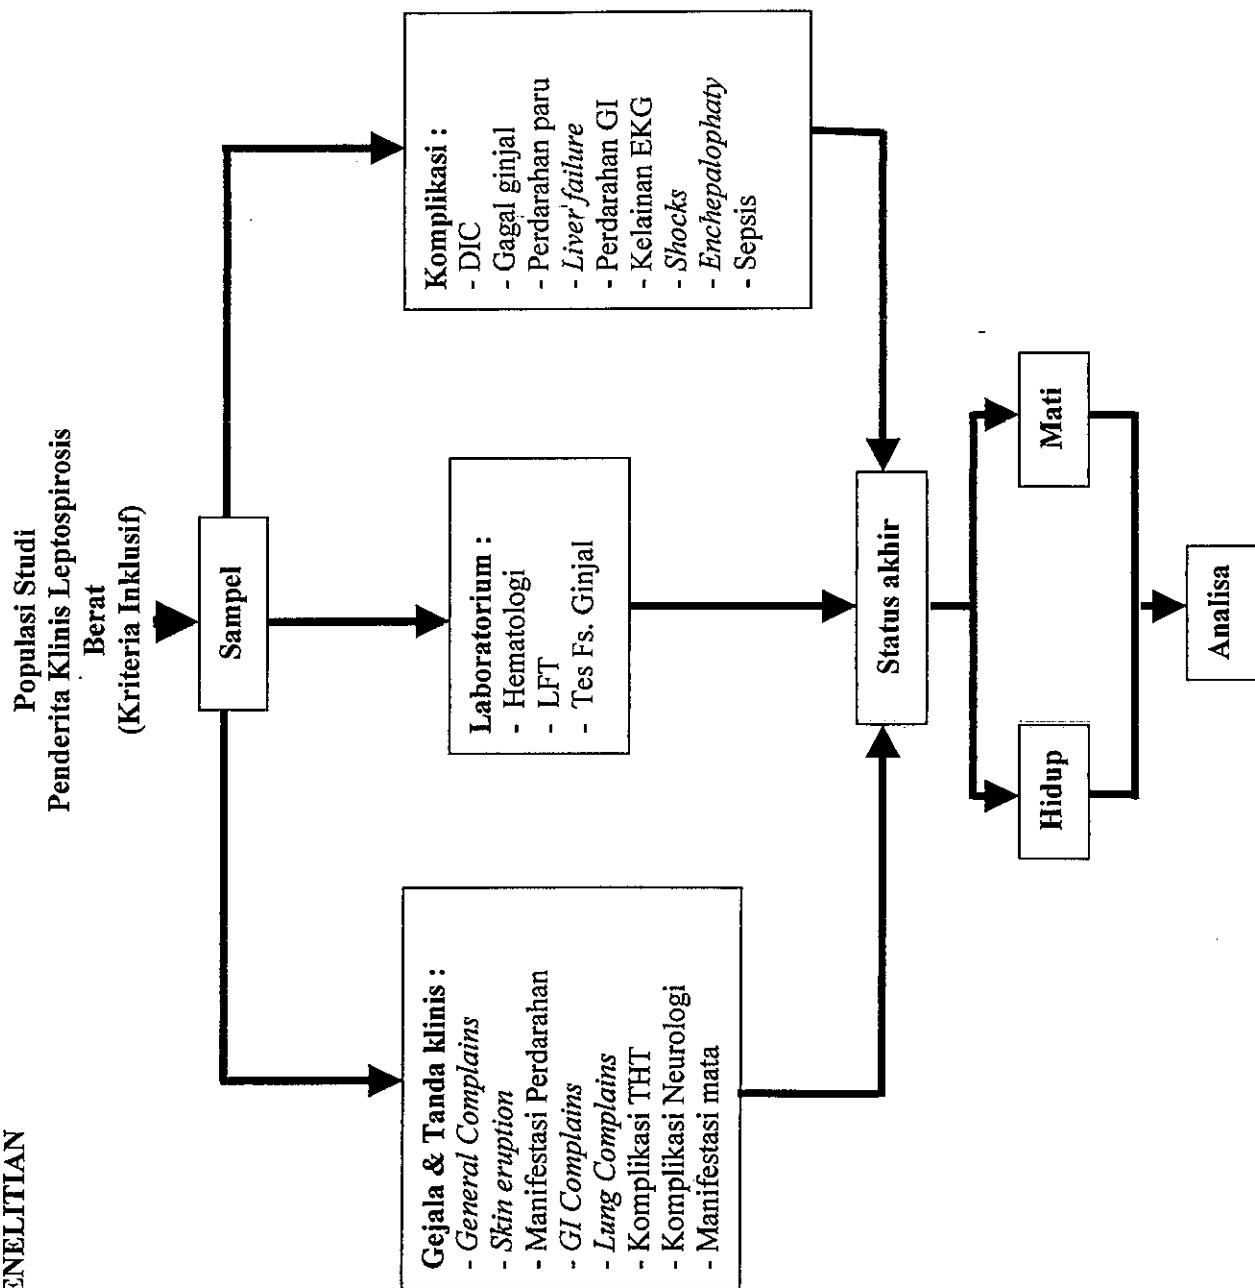 ENELITIAN
Populasi Studi
Penderita Klinis Leptospirosis
Berat
(Kriteria Inklusif)
Sampel
Gejala & Tanda klinis :
- General Complains
- Skin eruption
- Manifestasi Perdarahan
- GI Complains
- Lung Complains
- Komplikasi THT
- Komplikasi Neurologi
- Manifestasi mata
Laboratorium :
- Hematologi
- LFT
- Tes Fs. Ginjal
Komplikasi :
- DIC
- Gagal ginjal
- Perdarahan paru
- Liver failure
- Perdarahan GI
- Kelainan EKG
- Shocks
- Enchepalophaty
- Sepsis
Status akhir
Hidup
Mati
Analisa